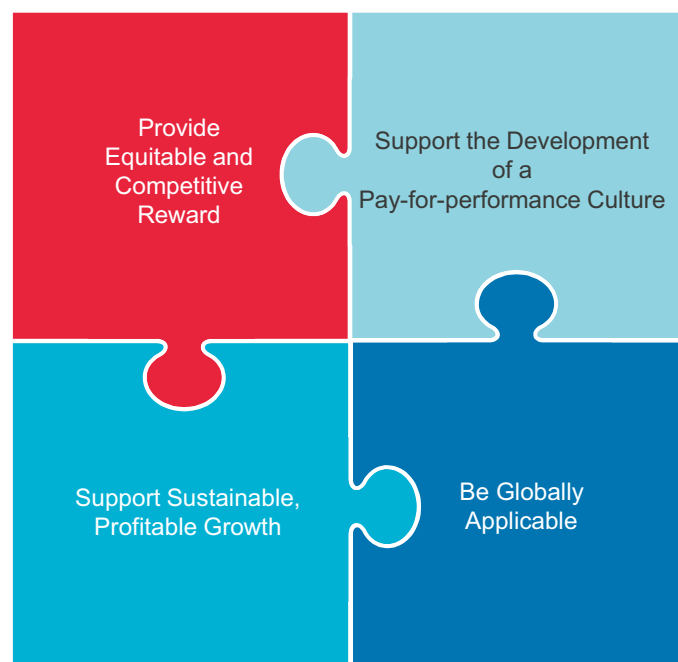 Provide
Equitable and
Competitive
Reward
Support the Development
of a
Pay-for-performance Culture
Support Sustainable,
Profitable Growth
Be Globally
Applicable